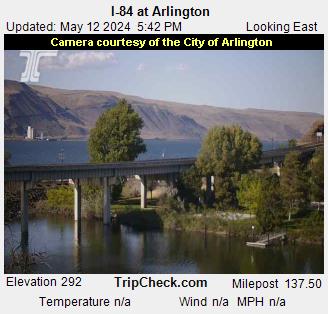 I-84 at Arlington
Updated: May 12 2024 5:42 PM Looking East
Camera courtesy of the City of Arlington
Elevation 292 TripCheck.com Milepost 137.50
Temperature n/a Wind n/a MPH n/a